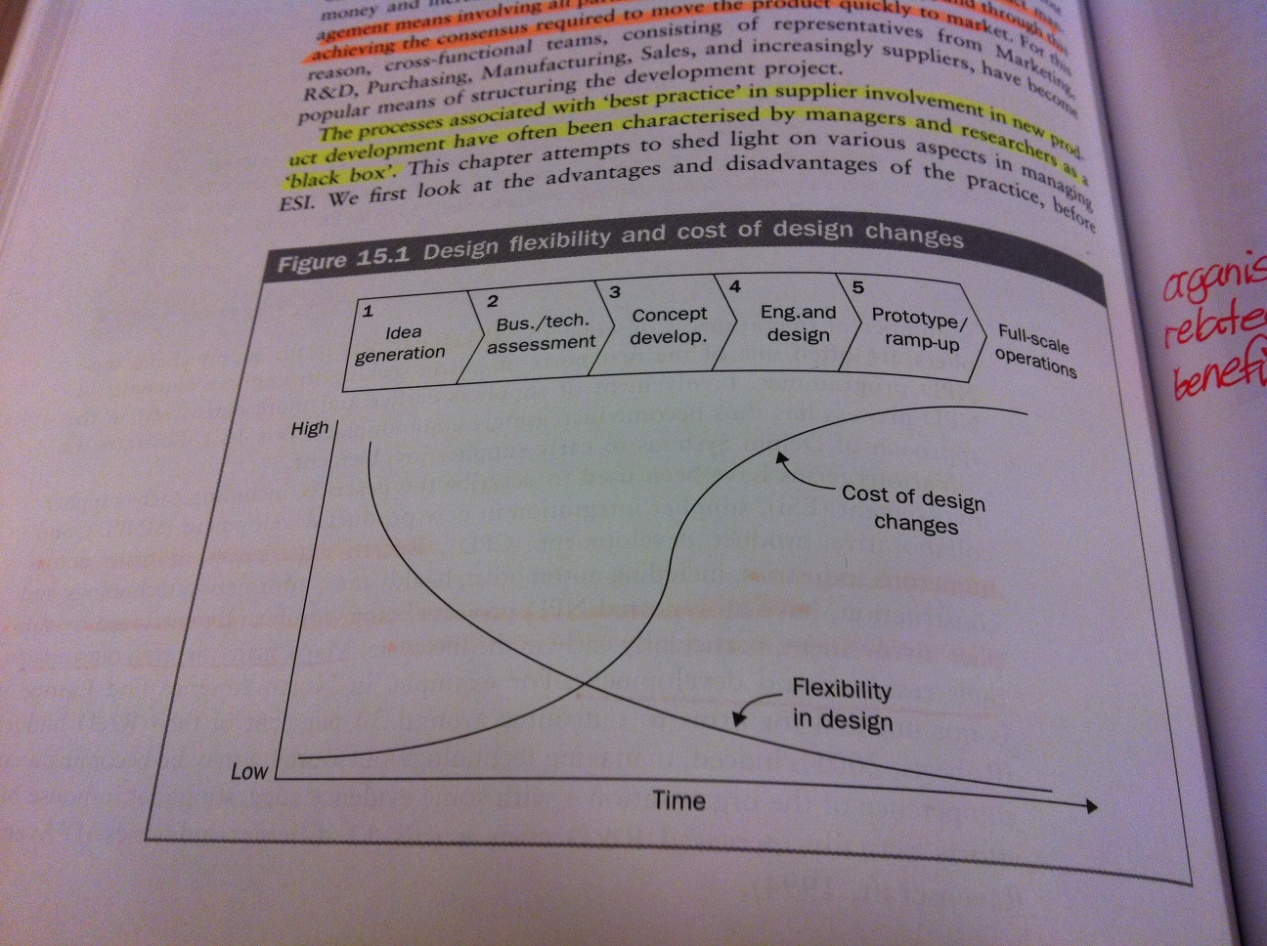 money and
agement means involving all
achieving the consensus required to move the product quickly to market. For this
reason, cross-functional teams, consisting of representatives from Marketing,
R&D, Purchasing, Manufacturing, Sales, and increasingly suppliers, have become
popular means of structuring the development project.
The processes associated with ‘best practice’ in supplier involvement in new prod-
uct development have often been characterised by managers and researchers as a
‘black box’. This chapter attempts to shed light on various aspects in managing
ESI. We first look at the advantages and disadvantages of the practice, before
Figure 15.1 Design flexibility and cost of design changes
1
Idea
generation
2
Bus./tech.
assessment
3
Concept
develop.
4
Eng.and
design
5
Prototype/
ramp-up
Full-scale
operations
High
Cost of design
changes
Flexibility
in design
Low
Time
organis
related
benefi